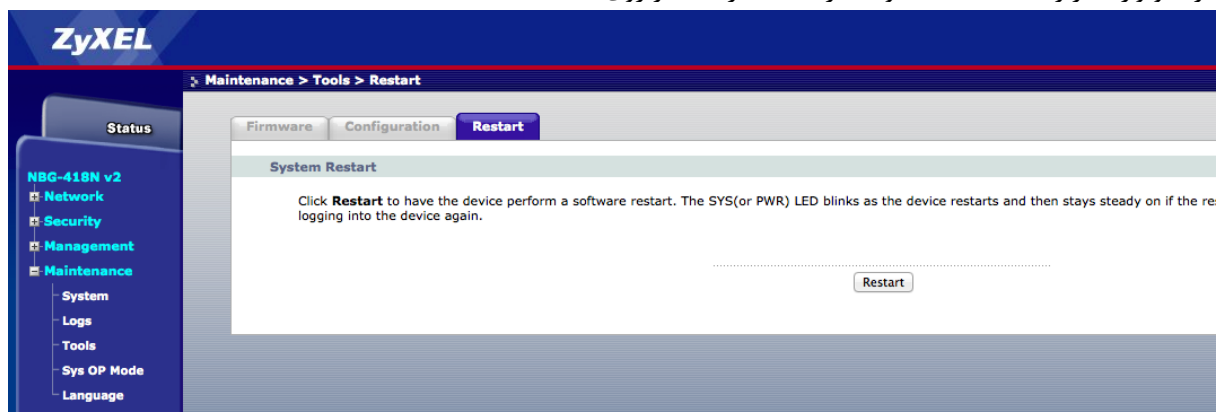 ZyXEL
Maintenance > Tools > Restart
Status
Firmware
Configuration
Restart
NBG-418N v2
Network
Security
Management
Maintenance
System
Logs
Tools
Sys OP Mode
Language
System Restart
Click Restart to have the device perform a software restart. The SYS(or PWR) LED blinks as the device restarts and then stays steady on if the
logging into the device again.
Restart